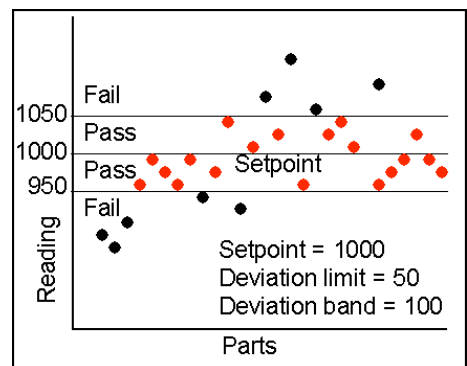 Fail
1050
Pass
1000
Pass
Setpoint
950
Fail
Reading
Setpoint = 1000
Deviation limit = 50
Deviation band = 100
Parts